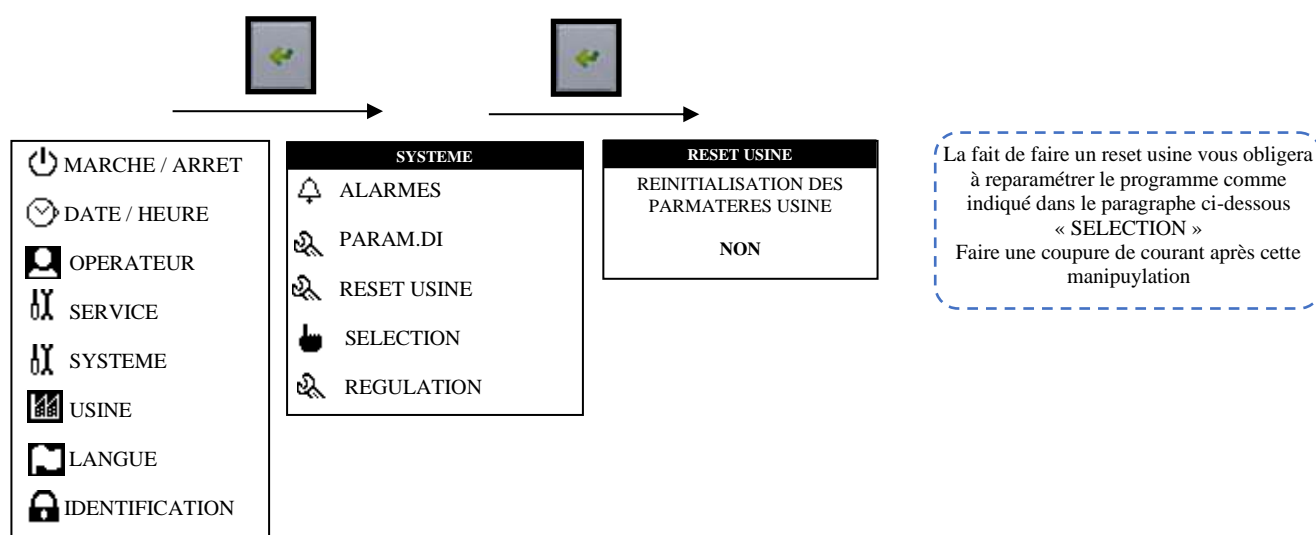 MARCHE / ARRET
DATE / HEURE
OPERATEUR
SERVICE
SYSTEME
USINE
LANGUE
IDENTIFICATION
SYSTEME
ALARMES
PARAM.DI
RESET USINE
SELECTION
REGULATION
RESET USINE
REINITIALISATION DES
PARMATERES USINE
NON
La fait de faire un reset usine vous obligera
à reparamétrer le programme comme
indiqué dans le paragraphe ci-dessous
« SELECTION »
Faire une coupure de courant après cette
manipuylation